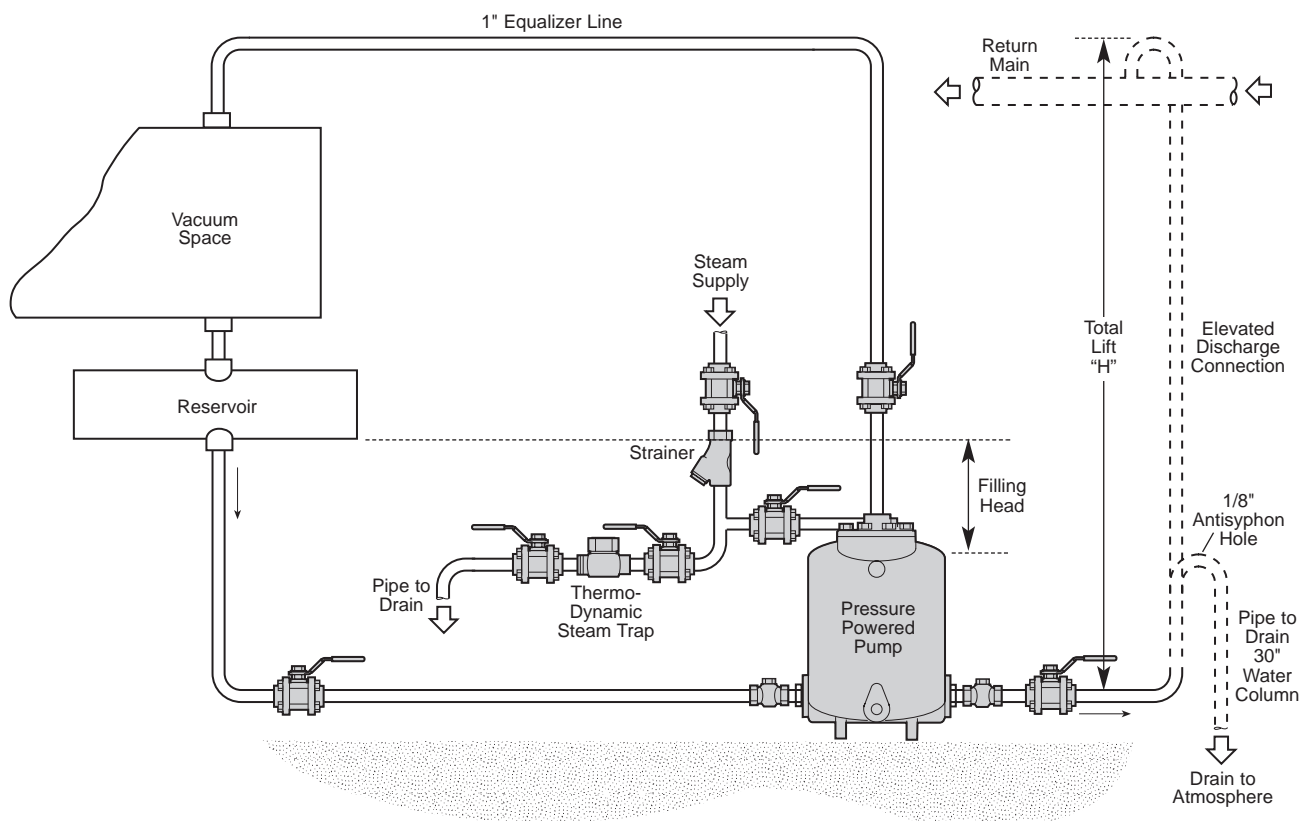 1" Equalizer Line
Return
Main
Vacuum
Space
Steam
Supply
Total
Lift
“H”
Elevated
Discharge
Connection
Reservoir
Strainer
Filling
Head
1/8"
Antisyphon
Hole
Pipe to
Drain
Thermo-
Dynamic
Steam Trap
Pressure
Powered
Pump
Pipe to
Drain
30"
Water
Column
Drain to
Atmosphere